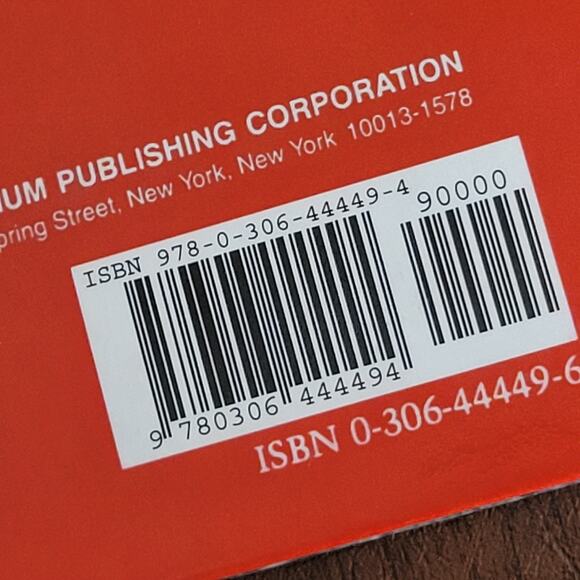 UM PUBLISHING CORPORATION
pring Street, New York, New York 10013-1578
ISBN 978-0-306-44449-4
90000
9 780306 444494
ISBN 0-306-44449-6